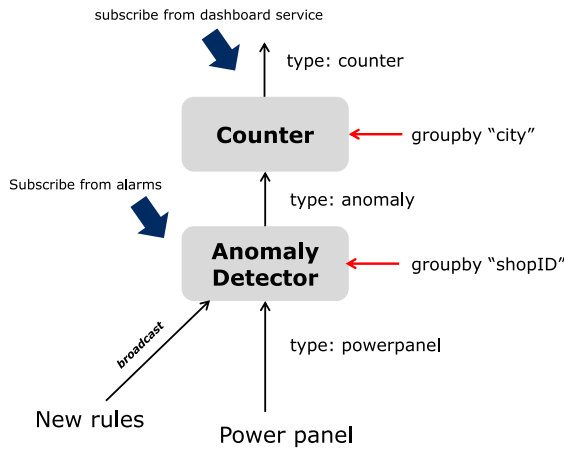 subscribe from dashboard service
type: counter
Counter
groupby “city”
Subscribe from alarms
type: anomaly
Anomaly
Detector
groupby “shopID”
broadcast
type: powerpanel
New rules
Power panel